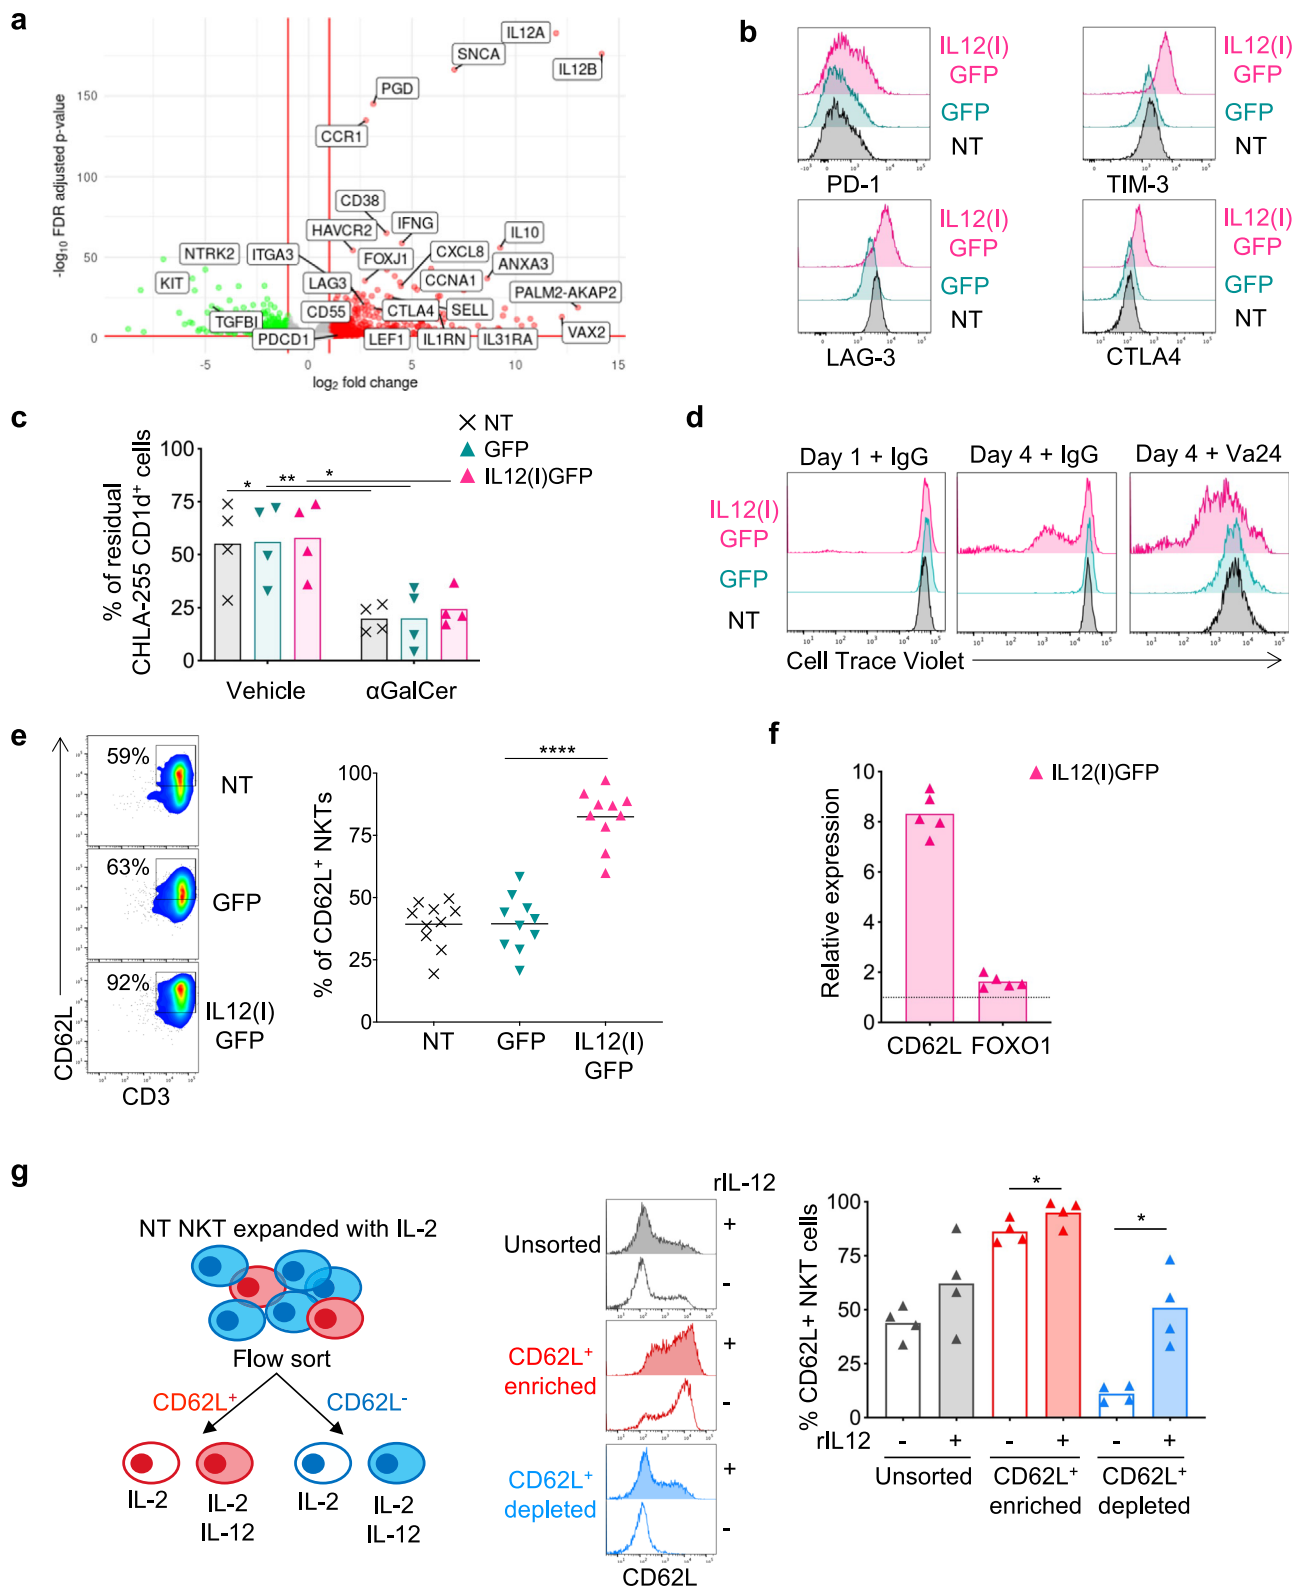 a
-log₁₀ FDR adjusted p-value
150
100
50
0
-5
0
5
10
15
log₂ fold change
IL12A
SNCA
IL12B
PGD
CCR1
CD38
IFNG
HAVCR2
IL10
NTRK2
ITGA3
FOXJ1
CXCL8
ANXA3
KIT
LAG3
CCNA1
PALM2-AKAP2
TGFBI
CD55
CTLA4
SELL
PDCD1
LEF1
IL1RN
IL31RA
VAX2
b
IL12(I)
GFP
GFP
NT
PD-1
IL12(I)
GFP
GFP
NT
TIM-3
IL12(I)
GFP
GFP
NT
LAG-3
IL12(I)
GFP
GFP
NT
CTLA4
c
% of residual
CHLA-255 CD1d⁺ cells
100
75
50
25
0
* ** *
NT
GFP
IL12(I)GFP
Vehicle αGalCer
d
Day 1 + IgG Day 4 + IgG Day 4 + Va24
IL12(I)
GFP
GFP
NT
Cell Trace Violet
e
59%
NT
63%
GFP
92%
IL12(I)
GFP
CD62L
CD3
% of CD62L⁺ NKTs
100
75
50
25
0
****
NT GFP IL12(I)
GFP
f
IL12(I)GFP
Relative expression
10
8
6
4
2
0
CD62L FOXO1
g
NT NKT expanded with IL-2
Flow sort
CD62L⁺ CD62L⁻
IL-2 IL-2 IL-2 IL-2
IL-12 IL-12
rIL-12
Unsorted
+
-
CD62L⁺
enriched
+
-
CD62L⁺
depleted
+
-
CD62L
% CD62L+ NKT cells
100
75
50
25
0
* *
rIL12 - + - + - +
Unsorted CD62L⁺ CD62L⁺
enriched depleted